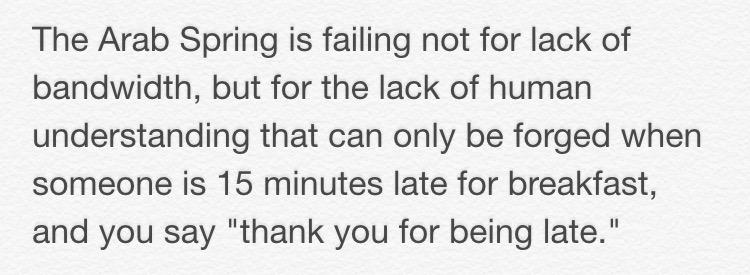 The Arab Spring is failing not for lack of
bandwidth, but for the lack of human
understanding that can only be forged when
someone is 15 minutes late for breakfast,
and you say "thank you for being late."